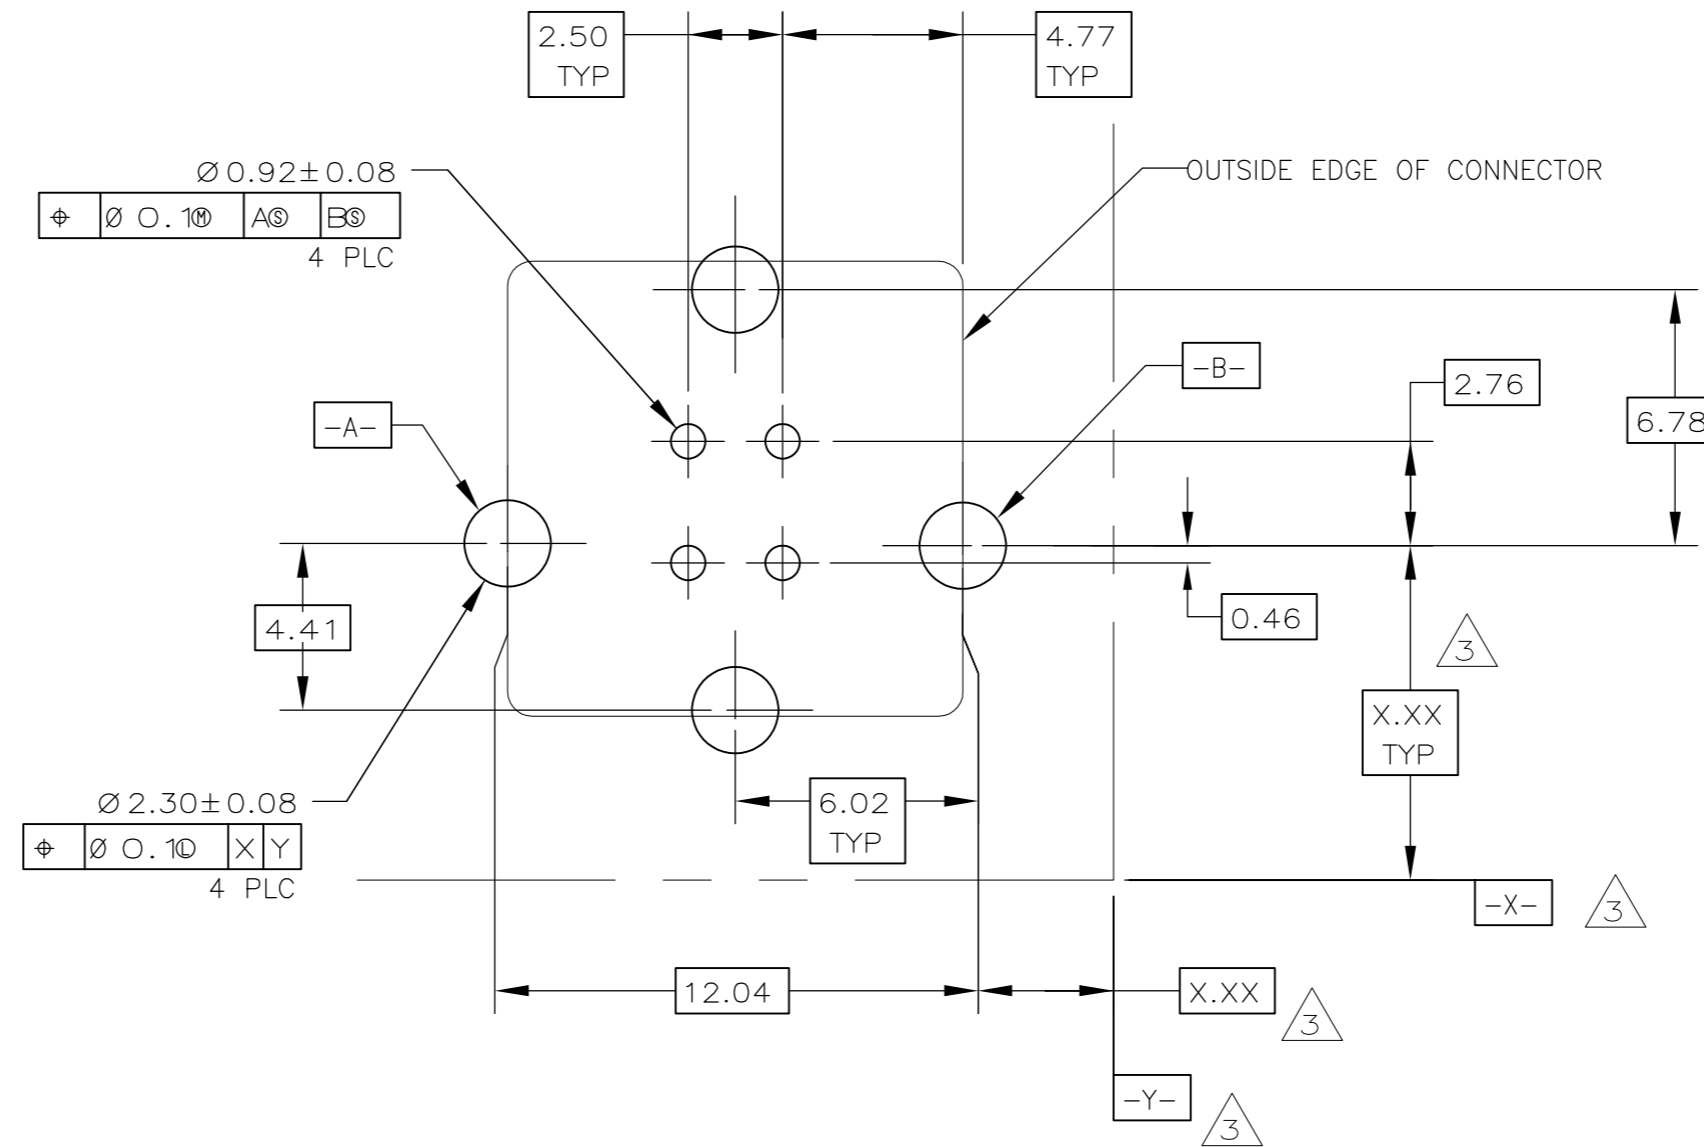 2.50
TYP
4.77
TYP
Ø0.92±0.08
⌖ Ø 0.1Ⓜ AⓈ BⓈ
4 PLC
OUTSIDE EDGE OF CONNECTOR
-B-
2.76
6.78
-A-
4.41
0.46
3
X.XX
TYP
Ø2.30±0.08
⌖ Ø 0.1Ⓛ X Y
4 PLC
6.02
TYP
-X-
3
12.04
X.XX
3
-Y-
3